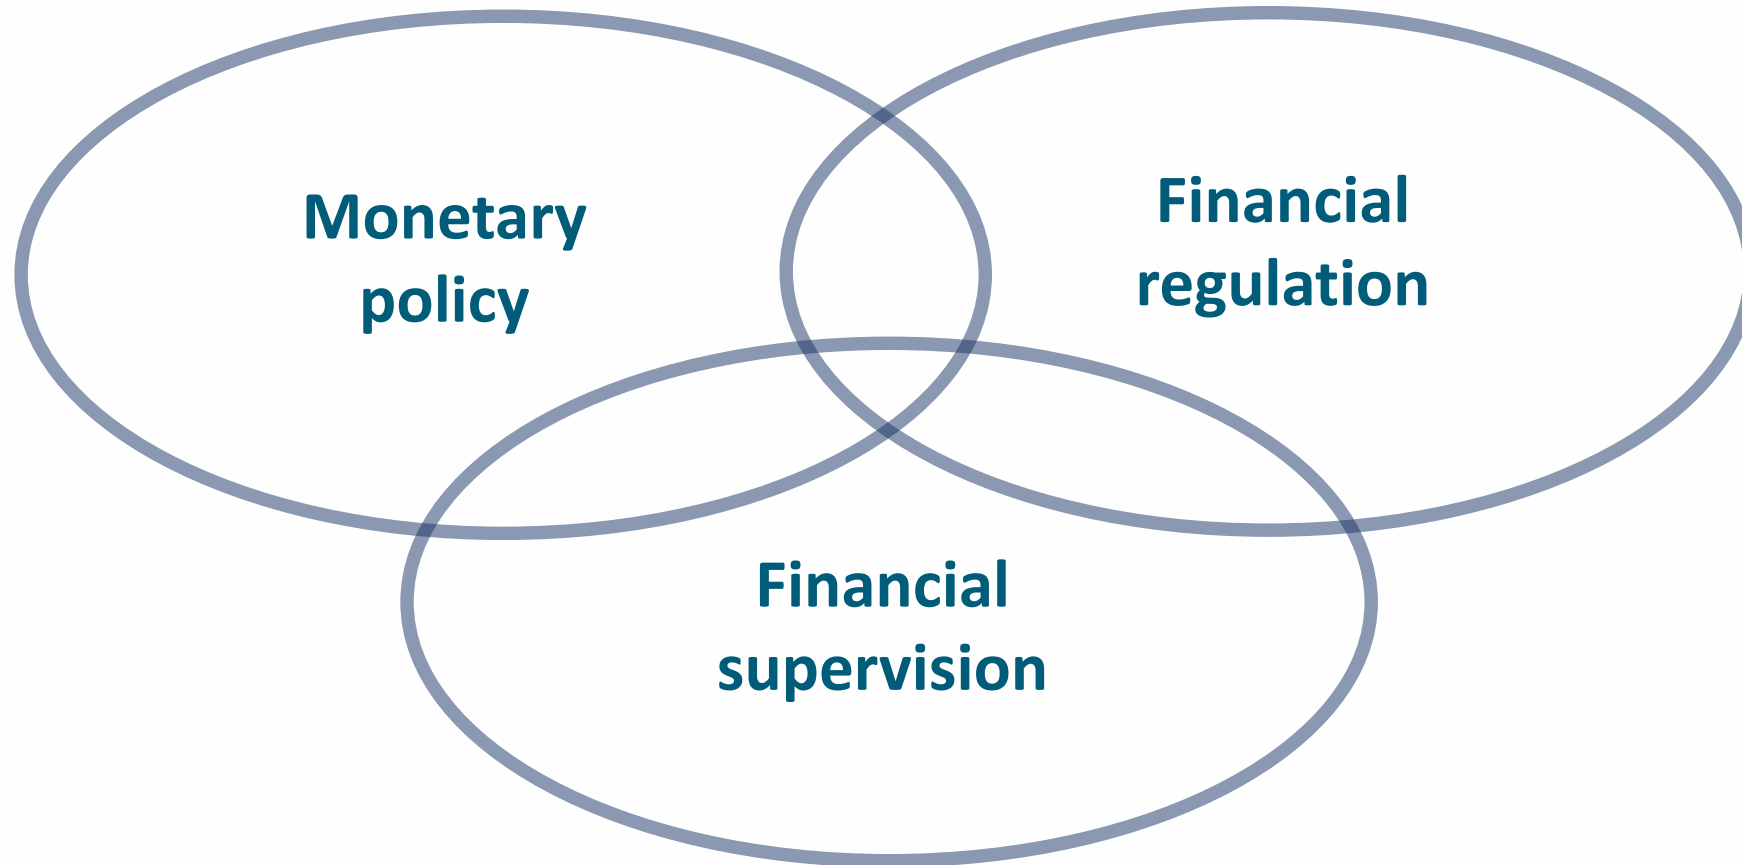 Monetary
policy
Financial
regulation
Financial
supervision